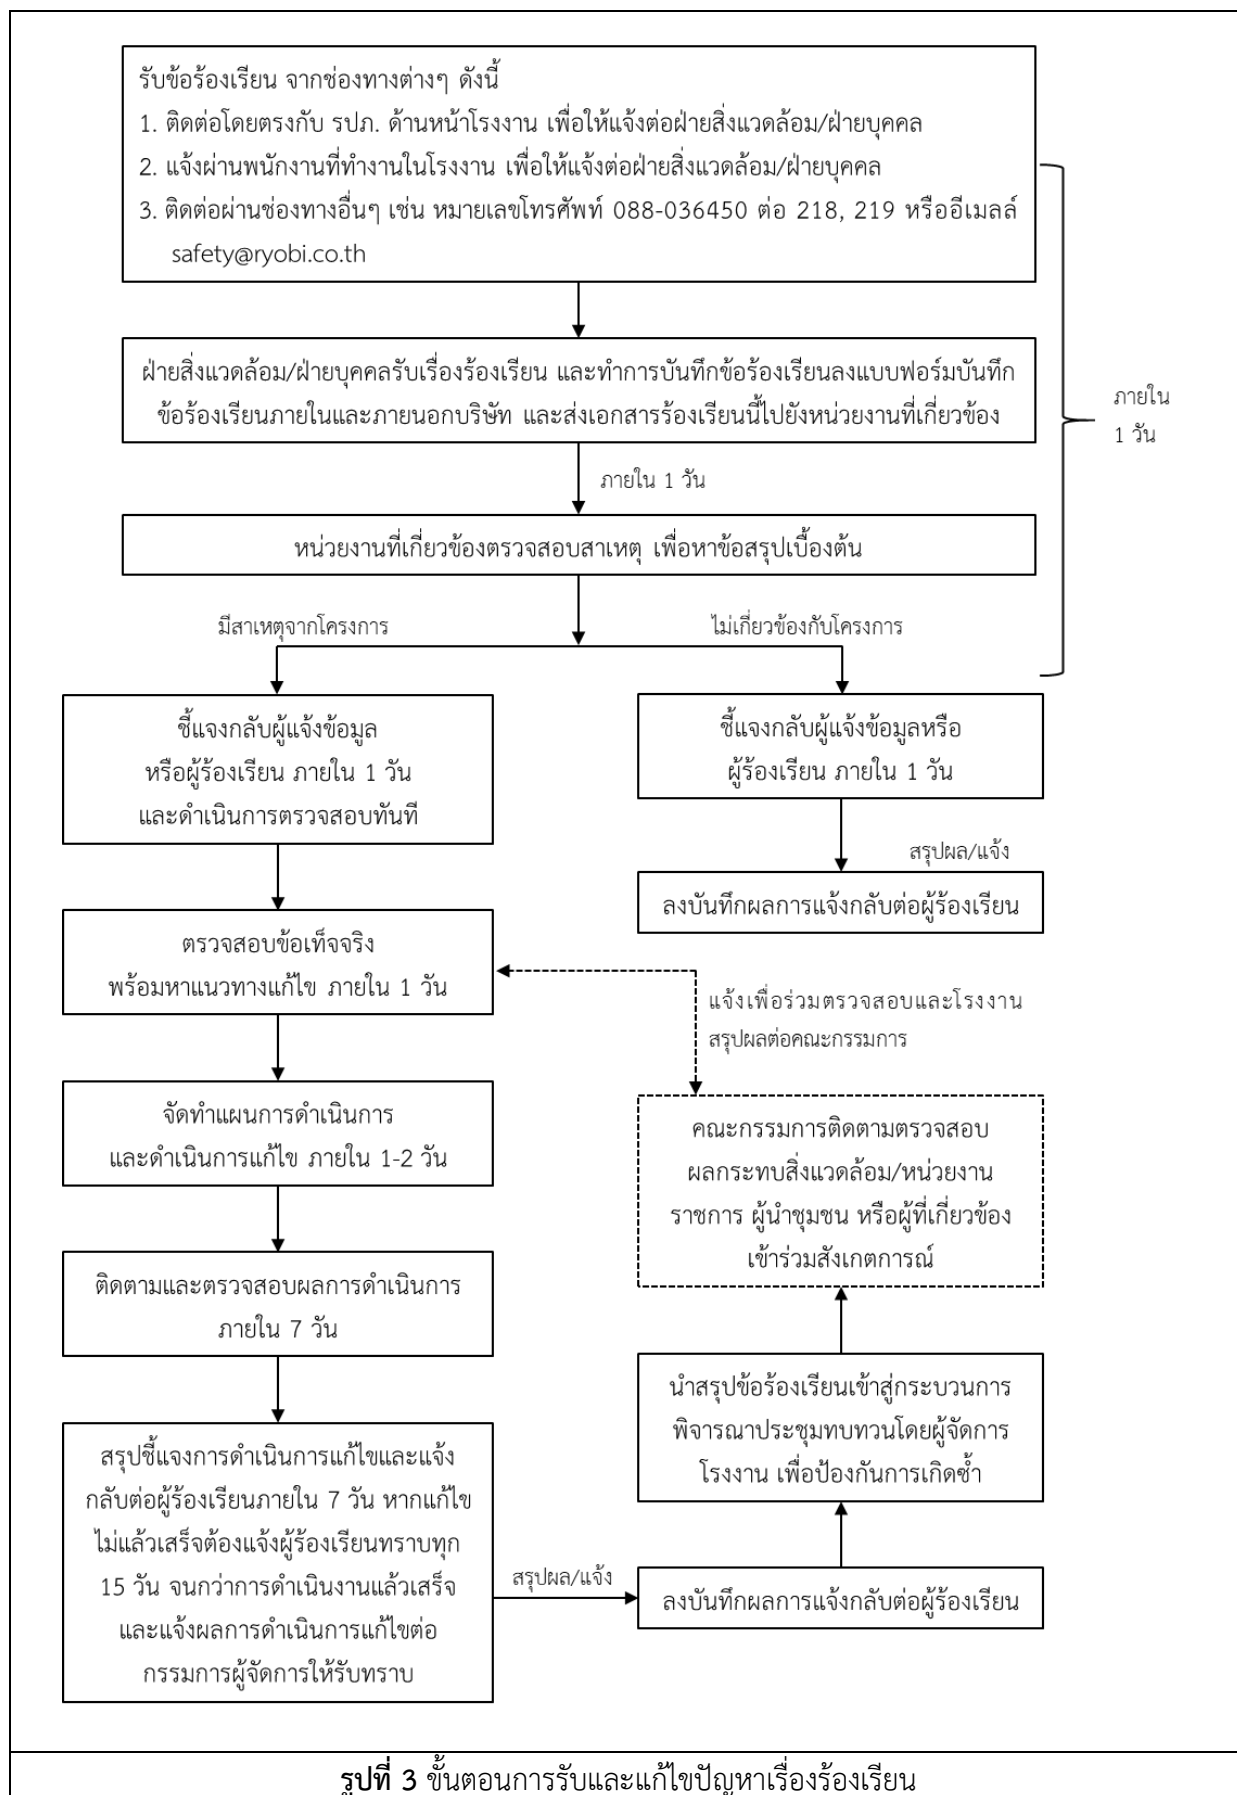 รับข้อร้องเรียน จากช่องทางต่างๆ ดังนี้
1. ติดต่อโดยตรงกับ รปภ. ด้านหน้าโรงงาน เพื่อให้แจ้งต่อฝ่ายสิ่งแวดล้อม/ฝ่ายบุคคล
2. แจ้งผ่านพนักงานที่ทำงานในโรงงาน เพื่อให้แจ้งต่อฝ่ายสิ่งแวดล้อม/ฝ่ายบุคคล
3. ติดต่อผ่านช่องทางอื่นๆ เช่น หมายเลขโทรศัพท์ 088-036450 ต่อ 218, 219 หรืออีเมลล์
safety@ryobi.co.th
ฝ่ายสิ่งแวดล้อม/ฝ่ายบุคคลรับเรื่องร้องเรียน และทำการบันทึกข้อร้องเรียนลงแบบฟอร์มบันทึก
ข้อร้องเรียนภายในและภายนอกบริษัท และส่งเอกสารร้องเรียนนี้ไปยังหน่วยงานที่เกี่ยวข้อง
ภายใน
1 วัน
ภายใน 1 วัน
หน่วยงานที่เกี่ยวข้องตรวจสอบสาเหตุ เพื่อหาข้อสรุปเบื้องต้น
มีสาเหตุจากโครงการ
ไม่เกี่ยวข้องกับโครงการ
ชี้แจงกลับผู้แจ้งข้อมูล
หรือผู้ร้องเรียน ภายใน 1 วัน
และดำเนินการตรวจสอบทันที
ชี้แจงกลับผู้แจ้งข้อมูลหรือ
ผู้ร้องเรียน ภายใน 1 วัน
สรุปผล/แจ้ง
ลงบันทึกผลการแจ้งกลับต่อผู้ร้องเรียน
ตรวจสอบข้อเท็จจริง
พร้อมหาแนวทางแก้ไข ภายใน 1 วัน
แจ้งเพื่อร่วมตรวจสอบและโรงงาน
สรุปผลต่อคณะกรรมการ
จัดทำแผนการดำเนินการ
และดำเนินการแก้ไข ภายใน 1-2 วัน
คณะกรรมการติดตามตรวจสอบ
ผลกระทบสิ่งแวดล้อม/หน่วยงาน
ราชการ ผู้นำชุมชน หรือผู้ที่เกี่ยวข้อง
เข้าร่วมสังเกตการณ์
ติดตามและตรวจสอบผลการดำเนินการ
ภายใน 7 วัน
นำสรุปข้อร้องเรียนเข้าสู่กระบวนการ
พิจารณาประชุมทบทวนโดยผู้จัดการ
โรงงาน เพื่อป้องกันการเกิดซ้ำ
สรุปชี้แจงการดำเนินการแก้ไขและแจ้ง
กลับต่อผู้ร้องเรียนภายใน 7 วัน หากแก้ไข
ไม่แล้วเสร็จต้องแจ้งผู้ร้องเรียนทราบทุก
15 วัน จนกว่าการดำเนินงานแล้วเสร็จ
และแจ้งผลการดำเนินการแก้ไขต่อ
กรรมการผู้จัดการให้รับทราบ
สรุปผล/แจ้ง
ลงบันทึกผลการแจ้งกลับต่อผู้ร้องเรียน
รูปที่ 3 ขั้นตอนการรับและแก้ไขปัญหาเรื่องร้องเรียน